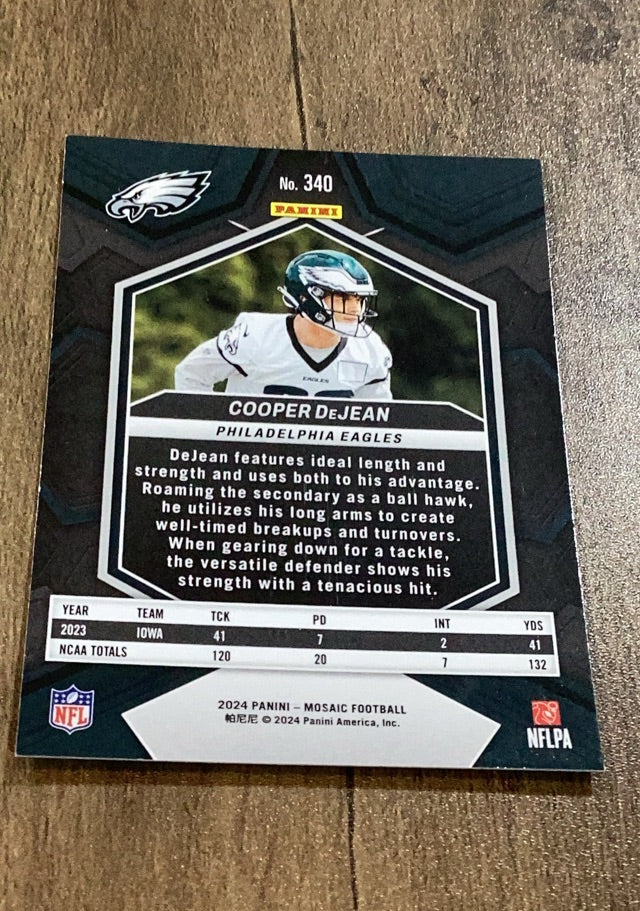 No. 340
PANINI
EAGLES
COOPER DeJEAN
PHILADELPHIA EAGLES
DeJean features ideal length and
strength and uses both to his advantage.
Roaming the secondary as a ball hawk,
he utilizes his long arms to create
well-timed breakups and turnovers.
When gearing down for a tackle,
the versatile defender shows his
strength with a tenacious hit.
YEAR TEAM TCK PD INT YDS
2023 IOWA 41 7 2 41
NCAA TOTALS 120 20 7 132
2024 PANINI – MOSAIC FOOTBALL
帕尼尼 © 2024 Panini America, Inc.
NFL
NFLPA